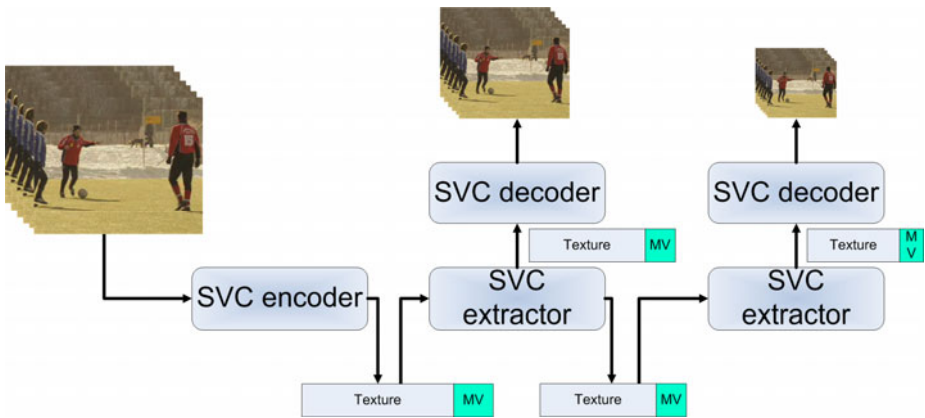 SVC decoder
SVC decoder
Texture MV
Texture M
V
SVC encoder
SVC
extractor
SVC
extractor
Texture MV
Texture MV